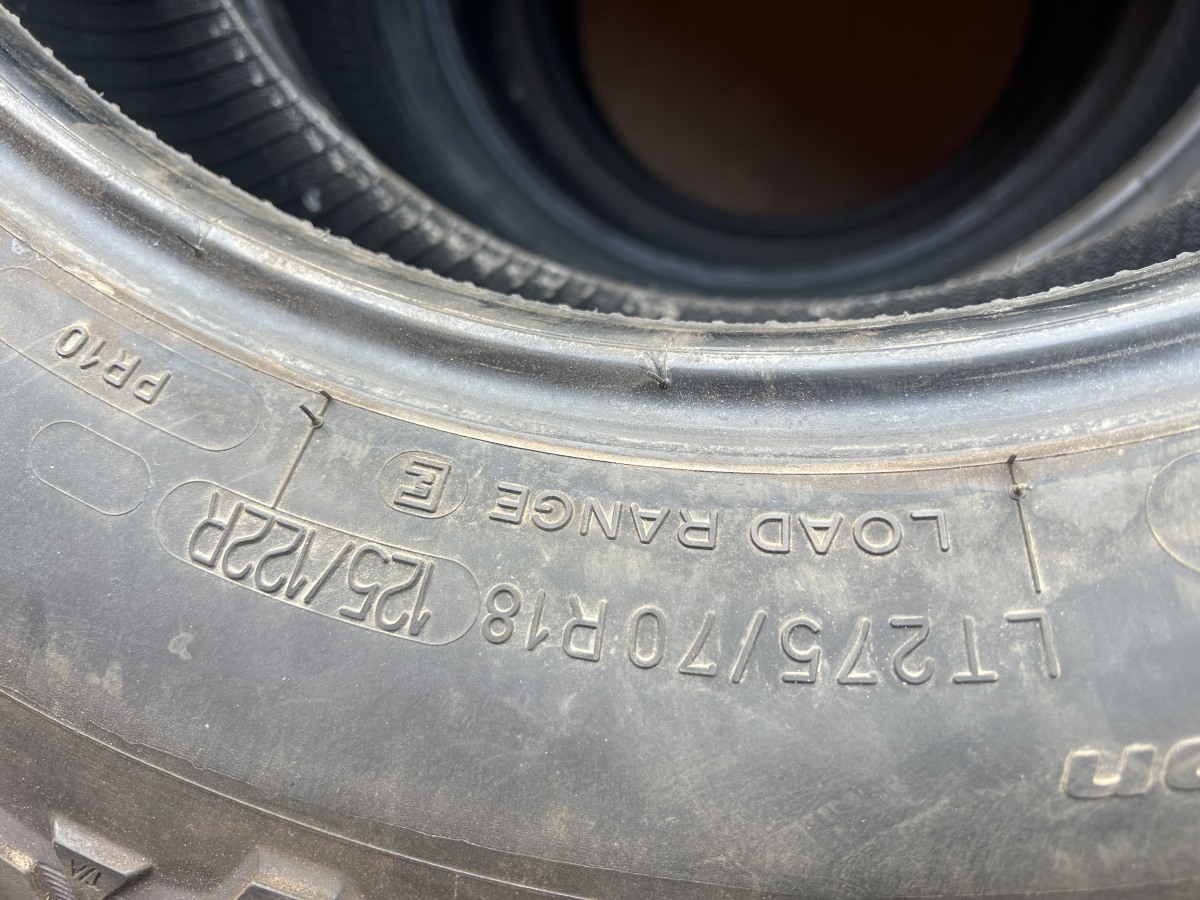 LT275/70R18 125/122R
LOAD RANGE E
PR10